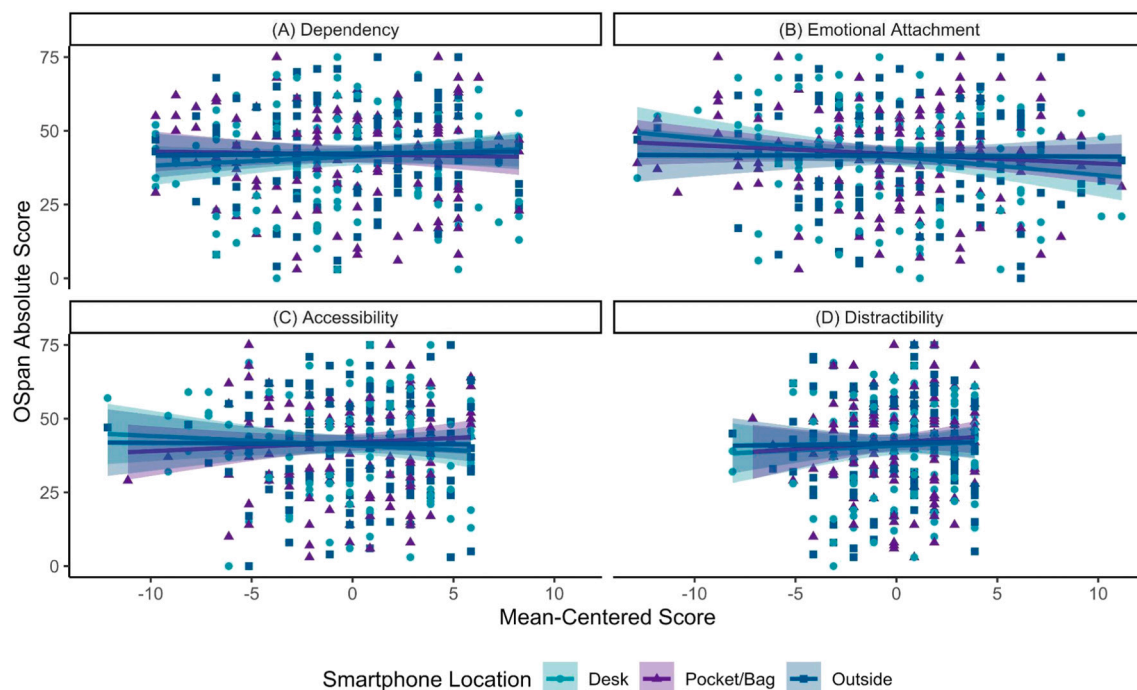 (A) Dependency
(B) Emotional Attachment
75
50
25
0
(C) Accessibility
(D) Distractibility
75
50
25
0
OSpan Absolute Score
-10 -5 0 5 10 -10 -5 0 5 10
Mean-Centered Score
Smartphone Location Desk Pocket/Bag Outside